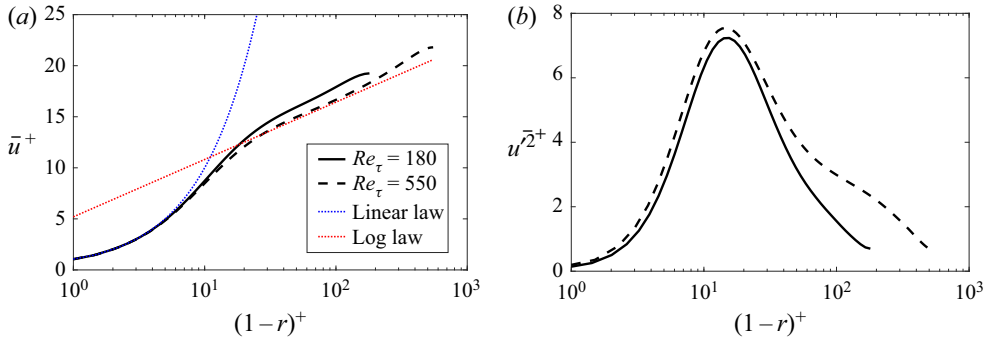 (a)
25
20
15
10
5
0
ū⁺
10⁰ 10¹ 10² 10³
(1 – r)⁺
Re_τ = 180
Re_τ = 550
Linear law
Log law
(b)
8
6
4
2
0
u′̄²⁺
10⁰ 10¹ 10² 10³
(1 – r)⁺